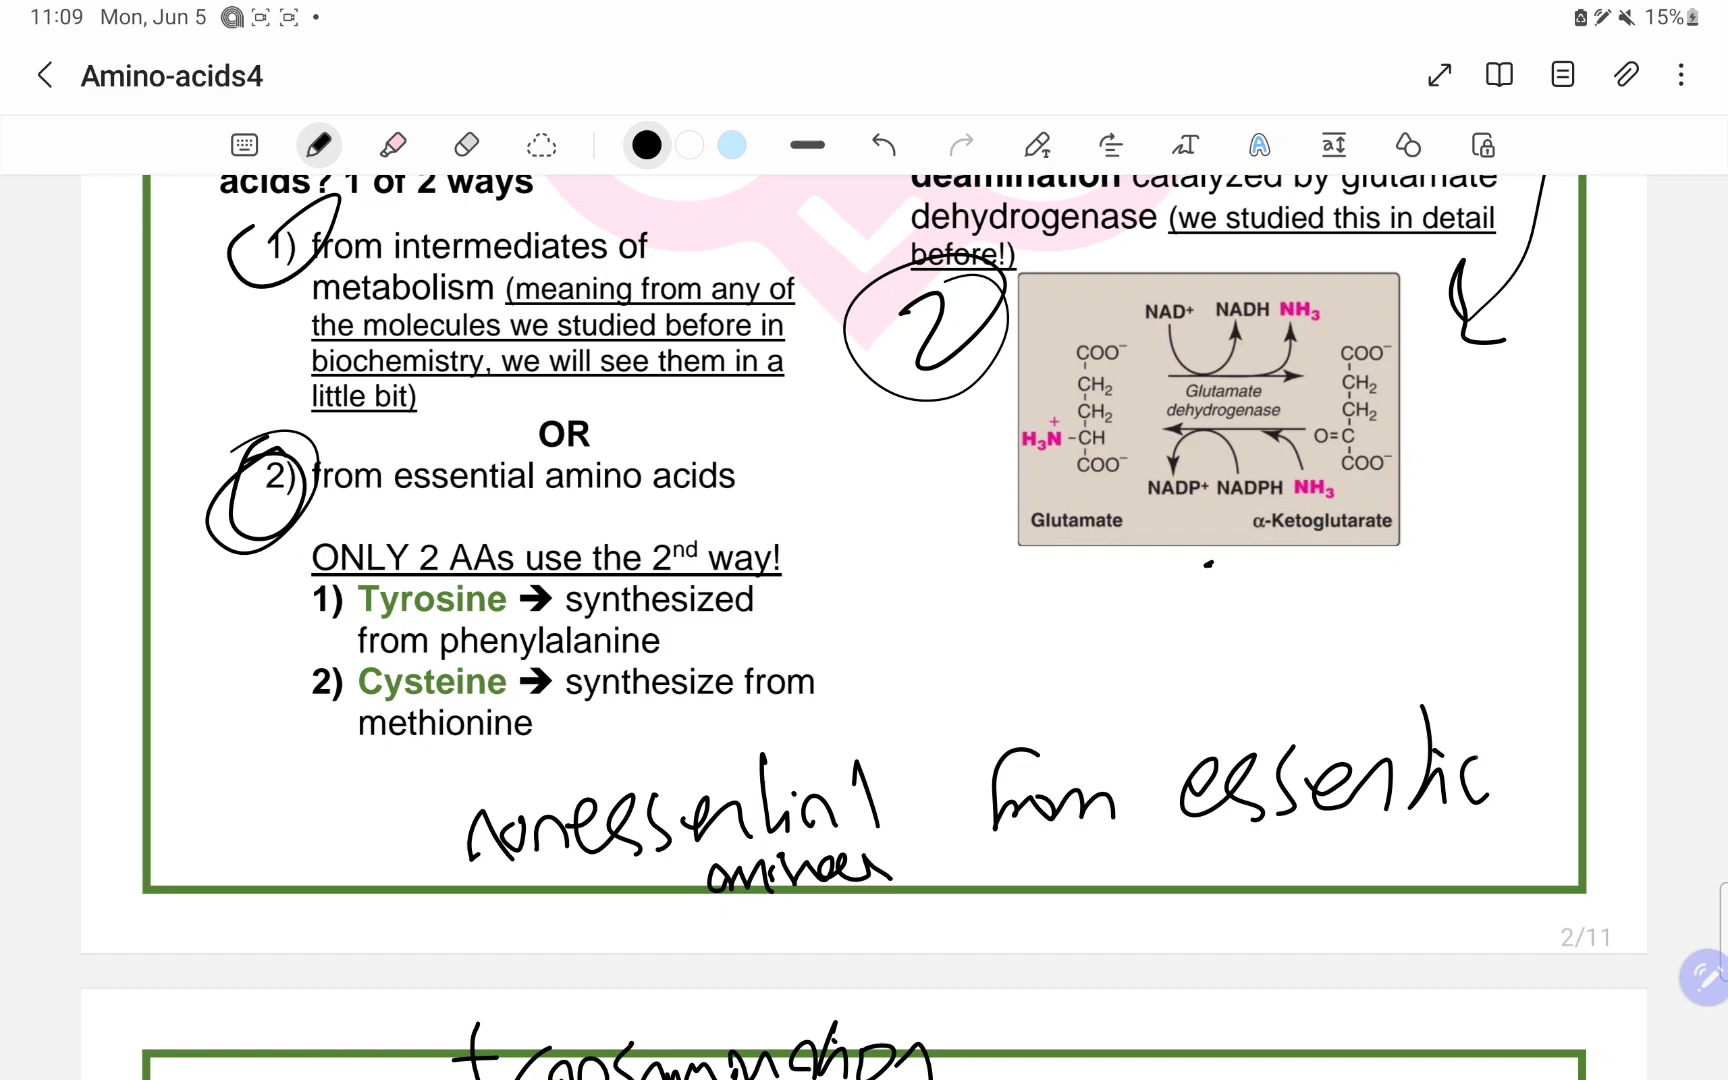 11:09 Mon, Jun 5
15%
Amino-acids4
acids? 1 of 2 ways
1) from intermediates of
metabolism (meaning from any of
the molecules we studied before in
biochemistry, we will see them in a
little bit)
OR
2) from essential amino acids
ONLY 2 AAs use the 2nd way!
1) Tyrosine ➔ synthesized
from phenylalanine
2) Cysteine ➔ synthesize from
methionine
deamination catalyzed by glutamate
dehydrogenase (we studied this in detail
before!)
2
NAD+ NADH NH3
COO-
CH2
CH2
H3N+ -CH
COO-
Glutamate
dehydrogenase
COO-
CH2
CH2
O=C
COO-
NADP+ NADPH NH3
Glutamate
α-Ketoglutarate
nonessential from essentic
2/11
transamination